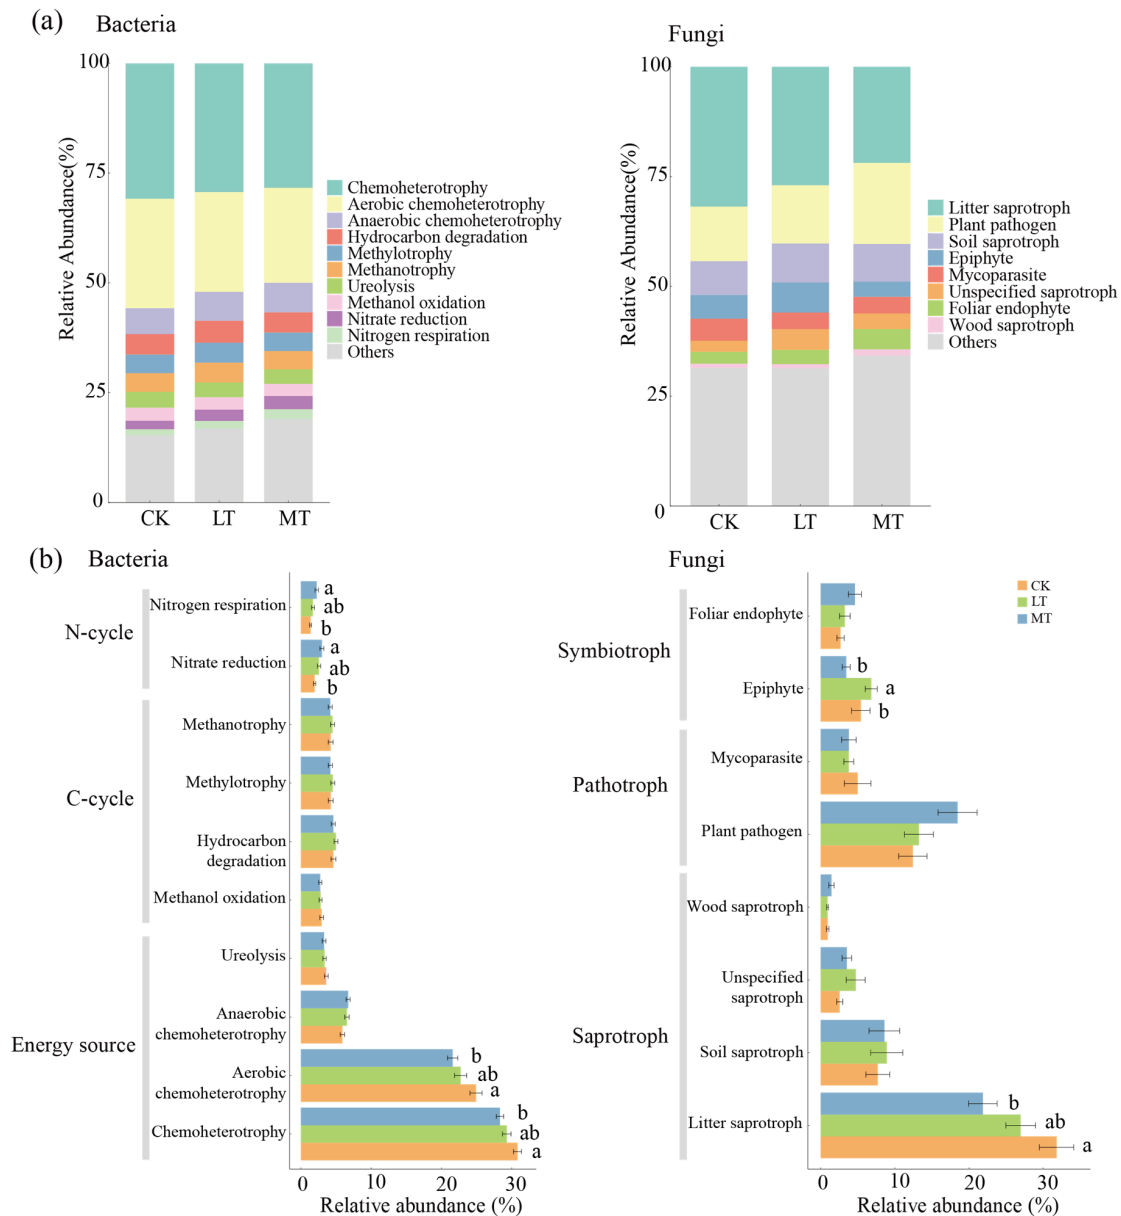 (a)
Bacteria
100
75
50
25
0
Relative Abundance(%)
CK
LT
MT
Chemoheterotrophy
Aerobic chemoheterotrophy
Anaerobic chemoheterotrophy
Hydrocarbon degradation
Methylotrophy
Methanotrophy
Ureolysis
Methanol oxidation
Nitrate reduction
Nitrogen respiration
Others
Fungi
100
75
50
25
0
Relative Abundance(%)
CK
LT
MT
Litter saprotroph
Plant pathogen
Soil saprotroph
Epiphyte
Mycoparasite
Unspecified saprotroph
Foliar endophyte
Wood saprotroph
Others
(b)
Bacteria
N-cycle
Nitrogen respiration
a
ab
b
Nitrate reduction
a
ab
b
C-cycle
Methanotrophy
Methylotrophy
Hydrocarbon
degradation
Methanol oxidation
Energy source
Ureolysis
Anaerobic
chemoheterotrophy
Aerobic
chemoheterotrophy
b
ab
a
Chemoheterotrophy
b
ab
a
0
10
20
30
Relative abundance (%)
Fungi
CK
LT
MT
Symbiotroph
Foliar endophyte
Epiphyte
b
a
b
Pathotroph
Mycoparasite
Plant pathogen
Saprotroph
Wood saprotroph
Unspecified
saprotroph
Soil saprotroph
Litter saprotroph
b
ab
a
0
10
20
30
Relative abundance (%)